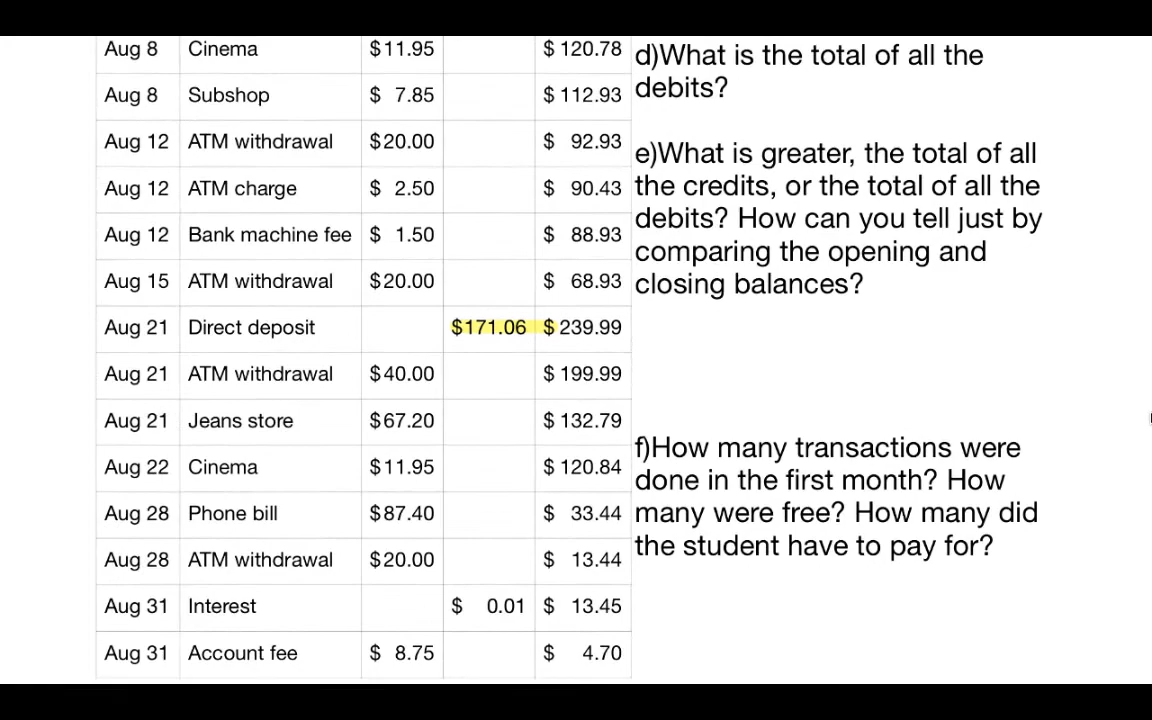 Aug 8 Cinema $11.95 $120.78
Aug 8 Subshop $ 7.85 $112.93
Aug 12 ATM withdrawal $20.00 $ 92.93
Aug 12 ATM charge $ 2.50 $ 90.43
Aug 12 Bank machine fee $ 1.50 $ 88.93
Aug 15 ATM withdrawal $20.00 $ 68.93
Aug 21 Direct deposit $171.06 $239.99
Aug 21 ATM withdrawal $40.00 $199.99
Aug 21 Jeans store $67.20 $132.79
Aug 22 Cinema $11.95 $120.84
Aug 28 Phone bill $87.40 $ 33.44
Aug 28 ATM withdrawal $20.00 $ 13.44
Aug 31 Interest $ 0.01 $ 13.45
Aug 31 Account fee $ 8.75 $ 4.70
d)What is the total of all the
debits?
e)What is greater, the total of all
the credits, or the total of all the
debits? How can you tell just by
comparing the opening and
closing balances?
f)How many transactions were
done in the first month? How
many were free? How many did
the student have to pay for?